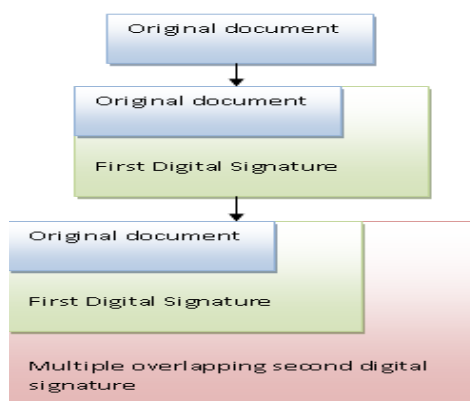 Original document
Original document
First Digital Signature
Original document
First Digital Signature
Multiple overlapping second digital
signature